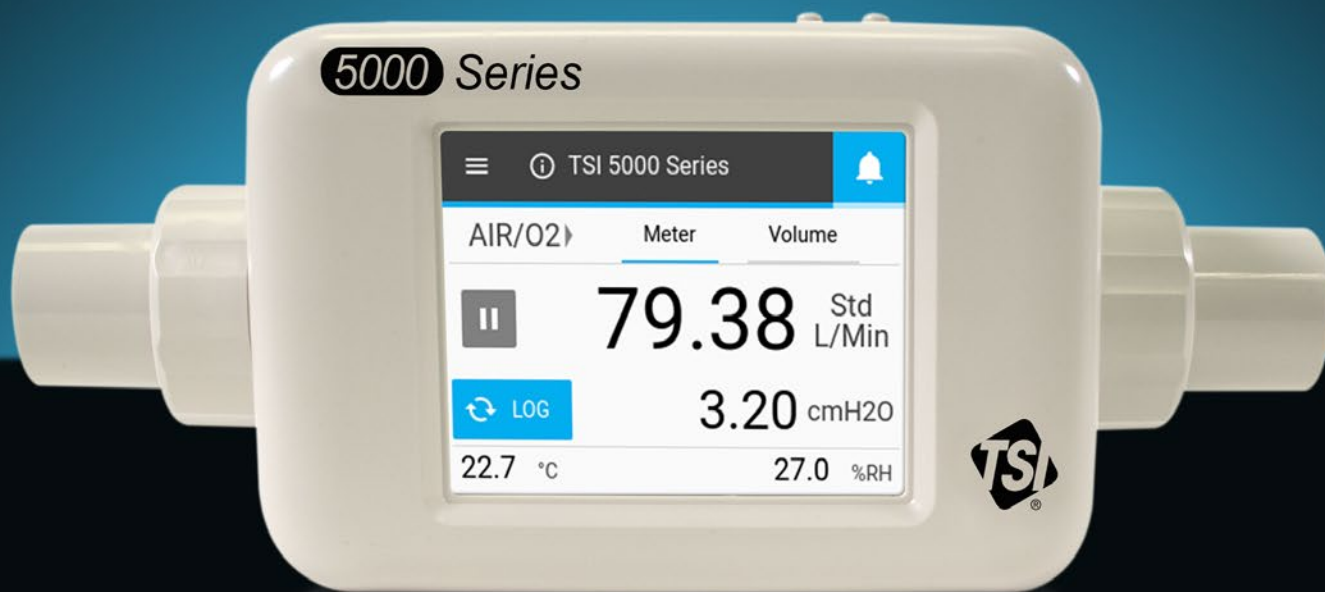 5000 Series
TSI 5000 Series
AIR/O2 Meter Volume
79.38 Std L/Min
LOG 3.20 cmH2O
22.7 °C 27.0 %RH
TSI®